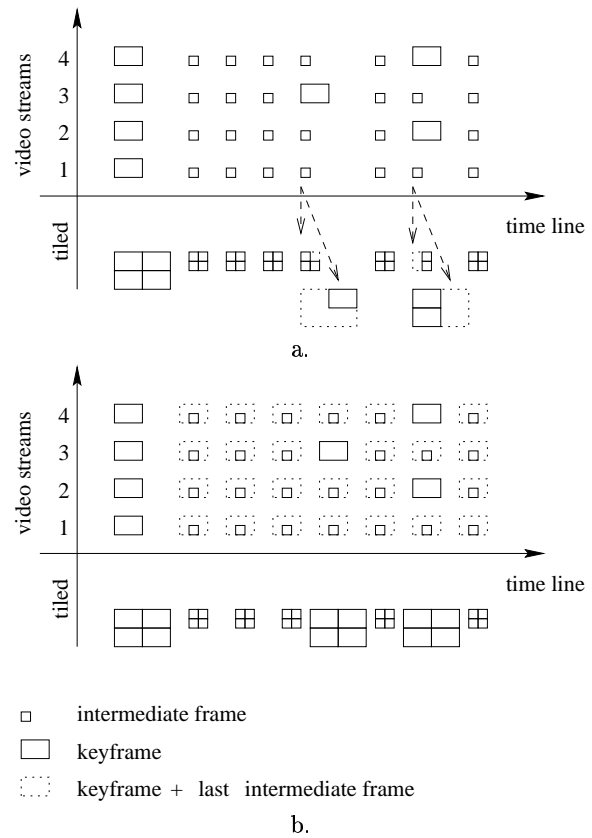 video streams
4
3
2
1
time line
tiled
a.
video streams
4
3
2
1
time line
tiled
intermediate frame
keyframe
keyframe + last intermediate frame
b.